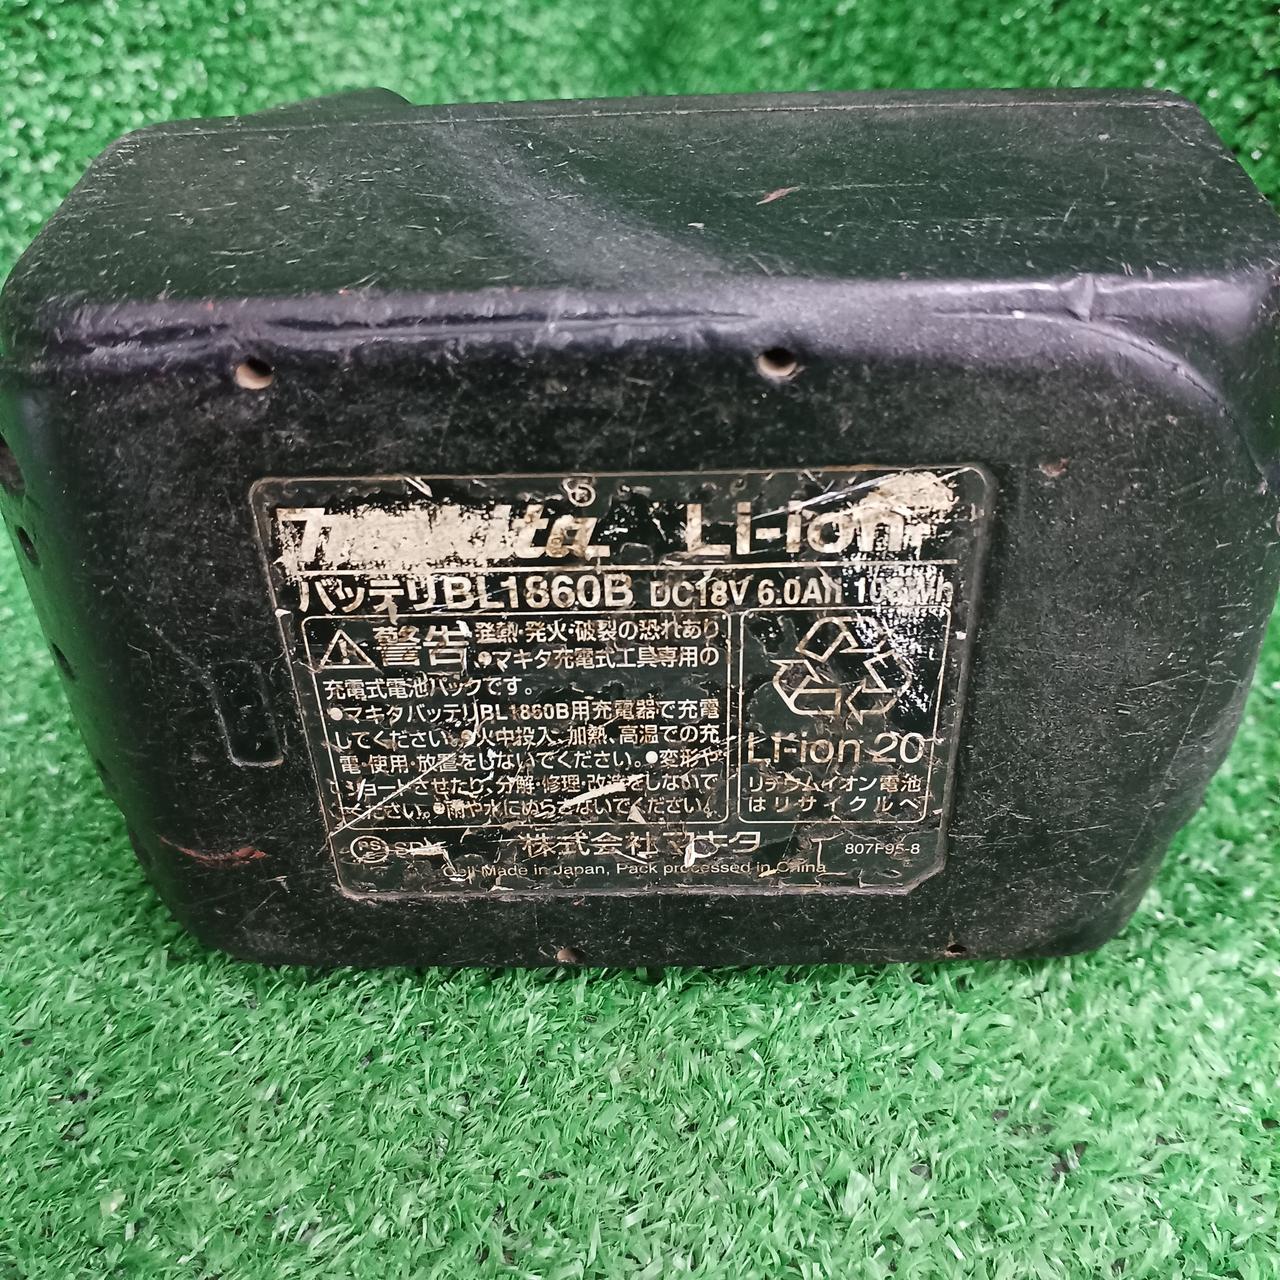 makita Li-ion
バッテリBL1860B DC18V 6.0Ah 108Wh
警告 発熱・発火・破裂の恐れあり
●マキタ充電式工具専用の
充電式電池パックです。
●マキタバッテリBL1860B用充電器で充電
してください。●火中投入、加熱、高温での充
電・使用・放置をしないでください。●変形や
ショートさせたり、分解・修理・改造をしないで
ください。●雨や水にぬらさないでください。
Li-ion 20
リチウムイオン電池
はリサイクルへ
PS
E
株式会社マキタ
807F95-8
Cell Made in Japan, Pack processed in China